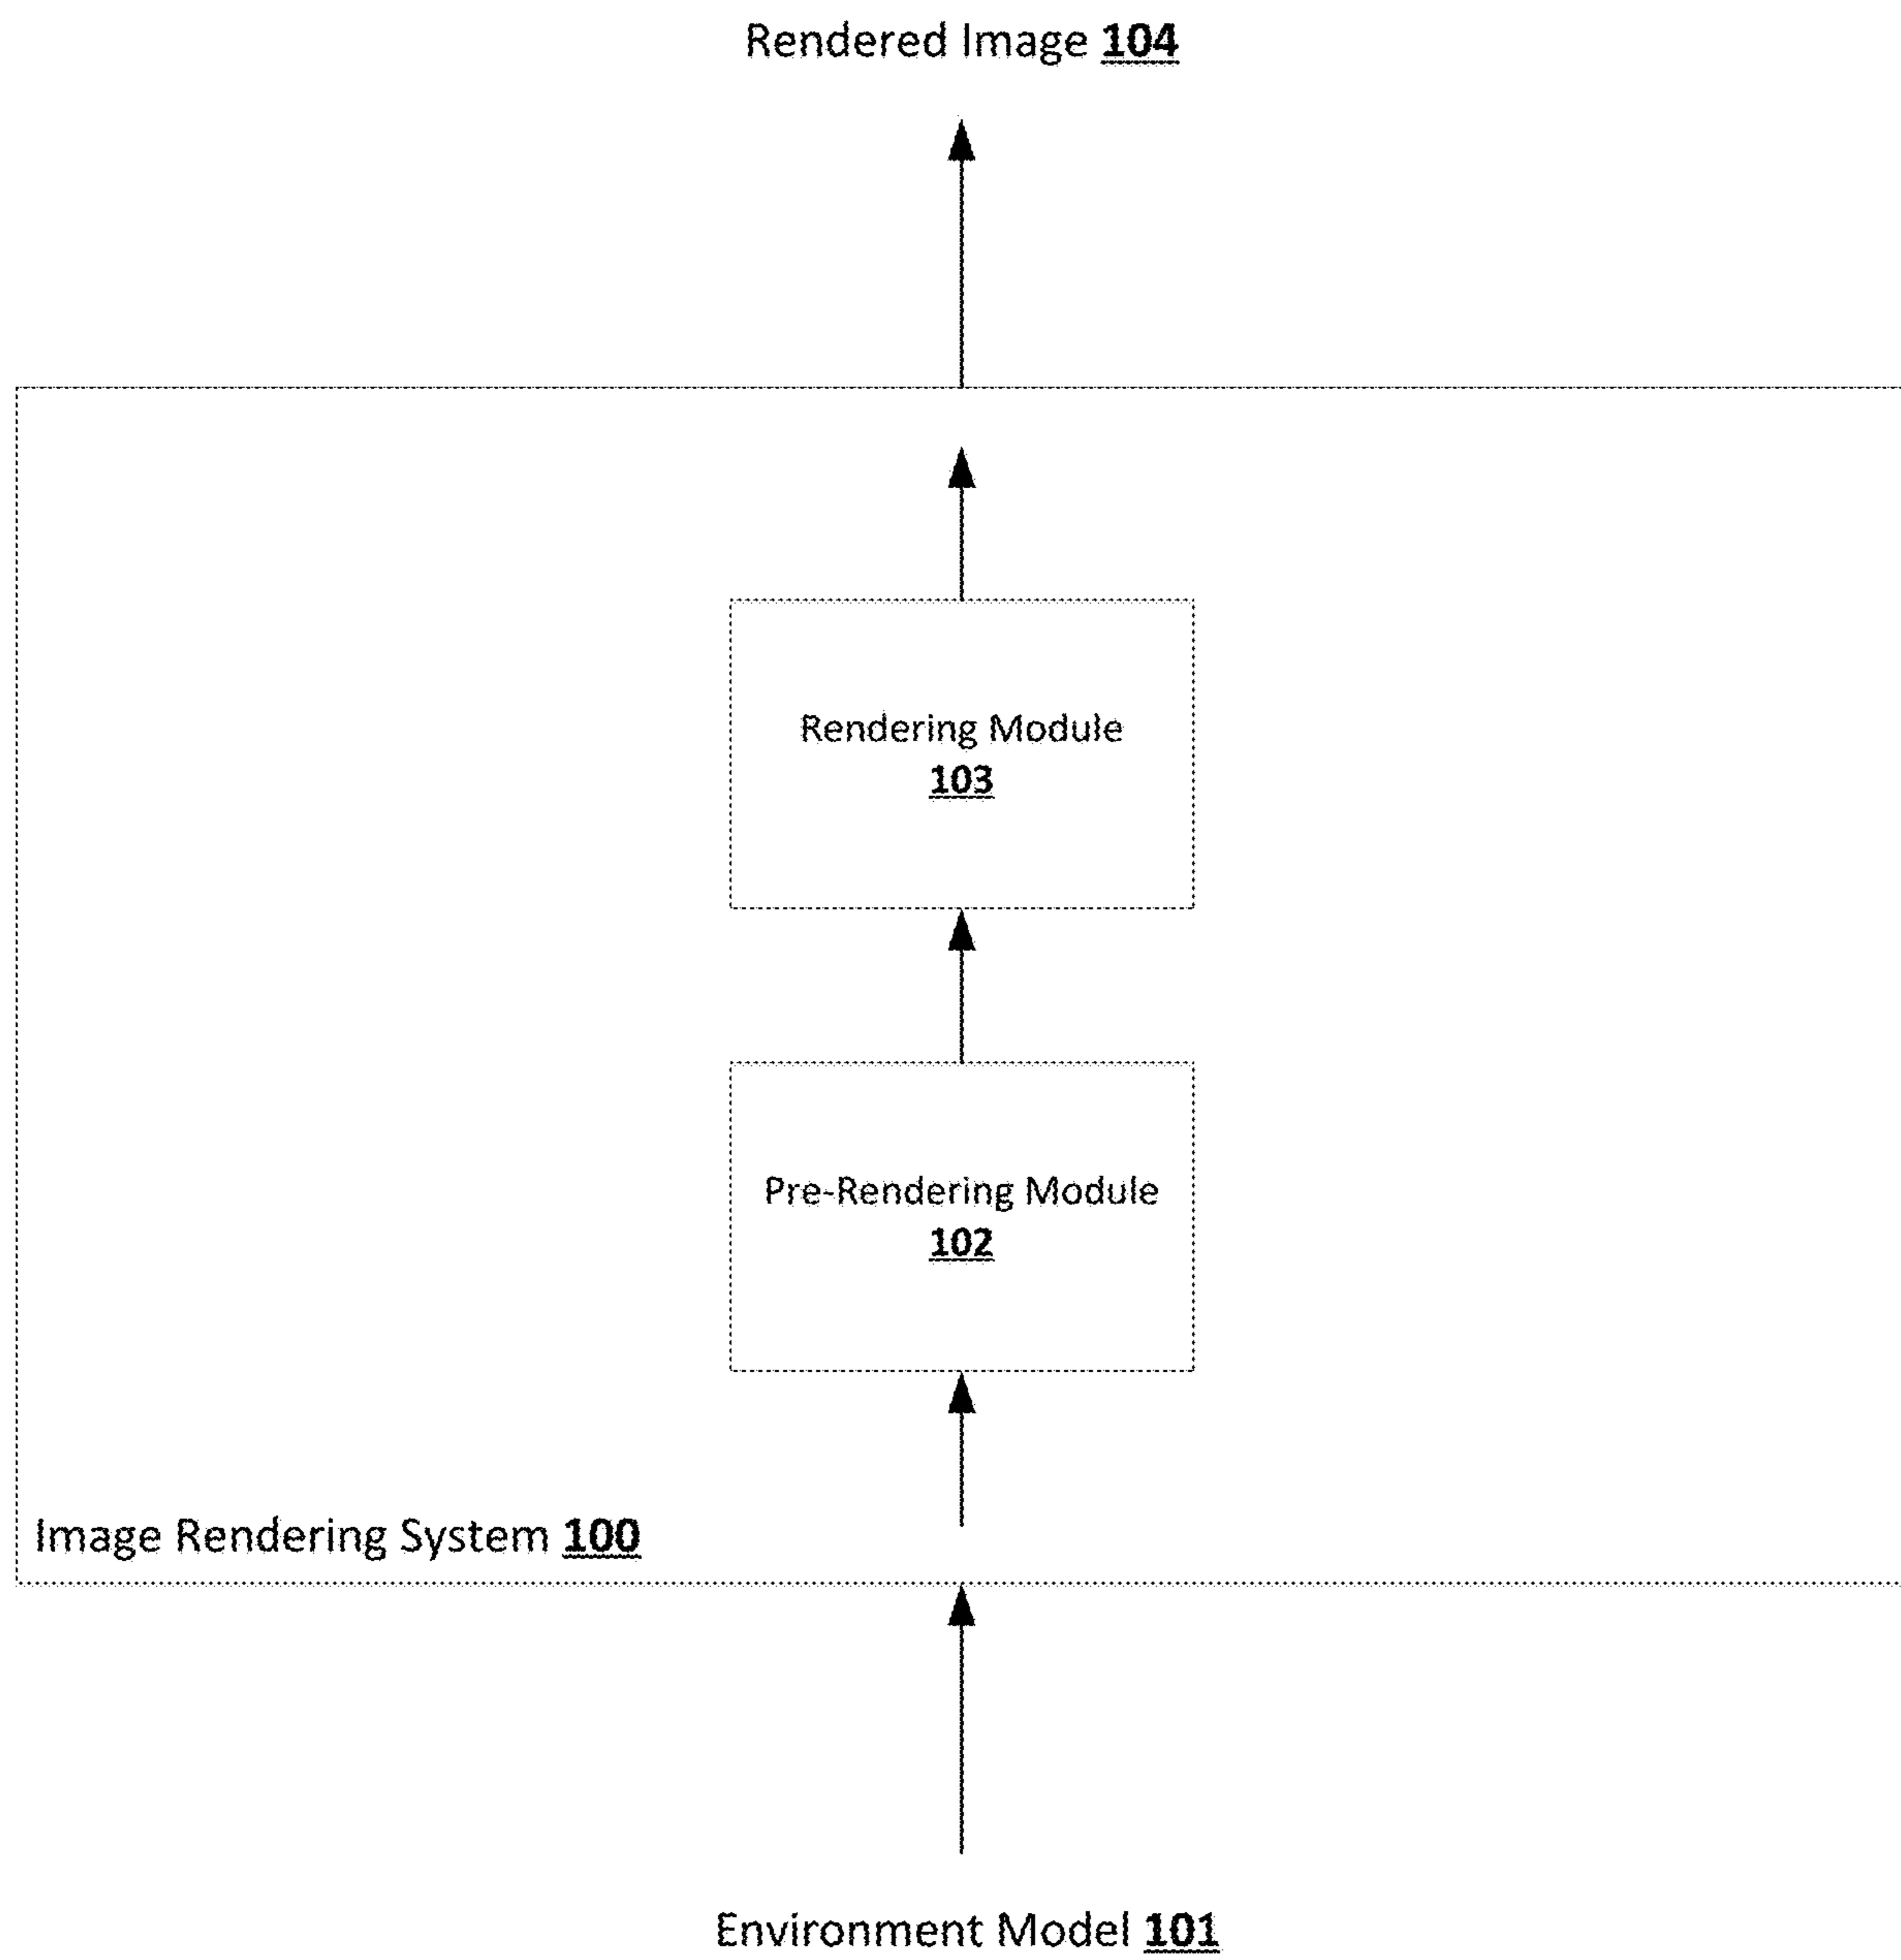 Rendered Image 104
Rendering Module
103
Pre-Rendering Module
102
Image Rendering System 100
Environment Model 101